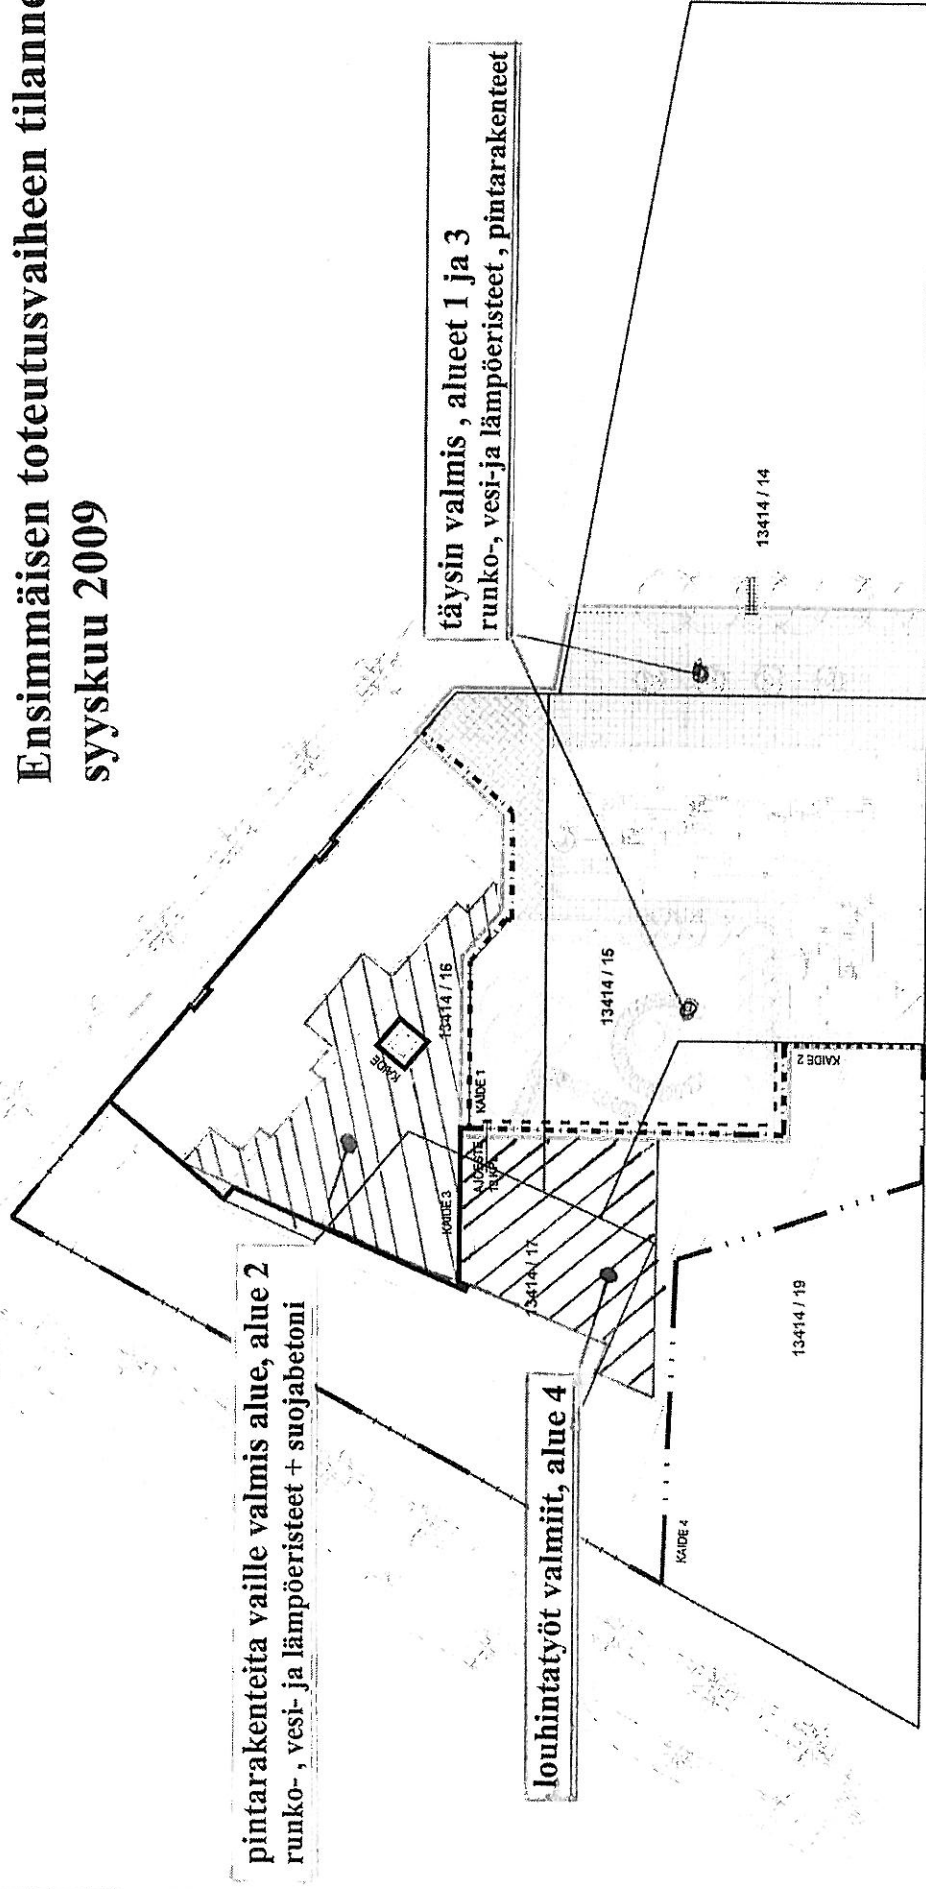 Ensimmäisen toteutusvaiheen tilanne
syyskuu 2009
täysin valmis , alueet 1 ja 3
runko-, vesi-ja lämpöeristeet , pintarakenteet
pintarakenteita vaille valmis alue, alue 2
runko- , vesi- ja lämpöeristeet + suojabetoni
louhintatyöt valmiit, alue 4
13414 / 14
13414 / 15
13414 / 16
13414 / 17
13414 / 19
KAIDE
KAIDE 1
KAIDE 2
KAIDE 3
KAIDE 4
AJOESTE